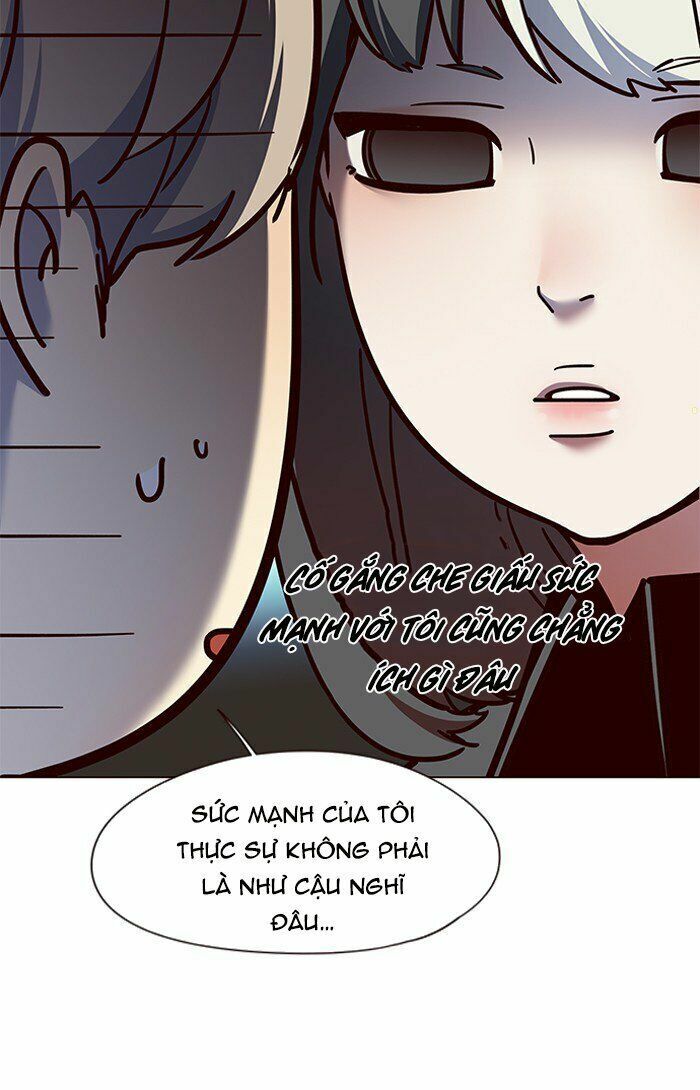 CỐ GẮNG CHE GIẤU SỨC
MẠNH VỚI TÔI CŨNG CHẲNG
ÍCH GÌ ĐÂU
SỨC MẠNH CỦA TÔI
THỰC SỰ KHÔNG PHẢI
LÀ NHƯ CẬU NGHĨ
ĐÂU...